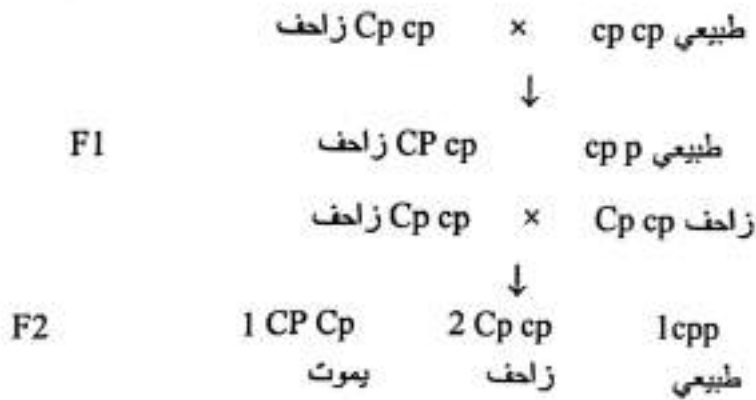 طبيعي cp cp × زاحف Cp cp
↓
F1 زاحف CP cp طبيعي cp p
زاحف Cp cp × زاحف Cp cp
↓
F2 1 CP Cp 2 Cp cp 1cpp
يموت زاحف طبيعي